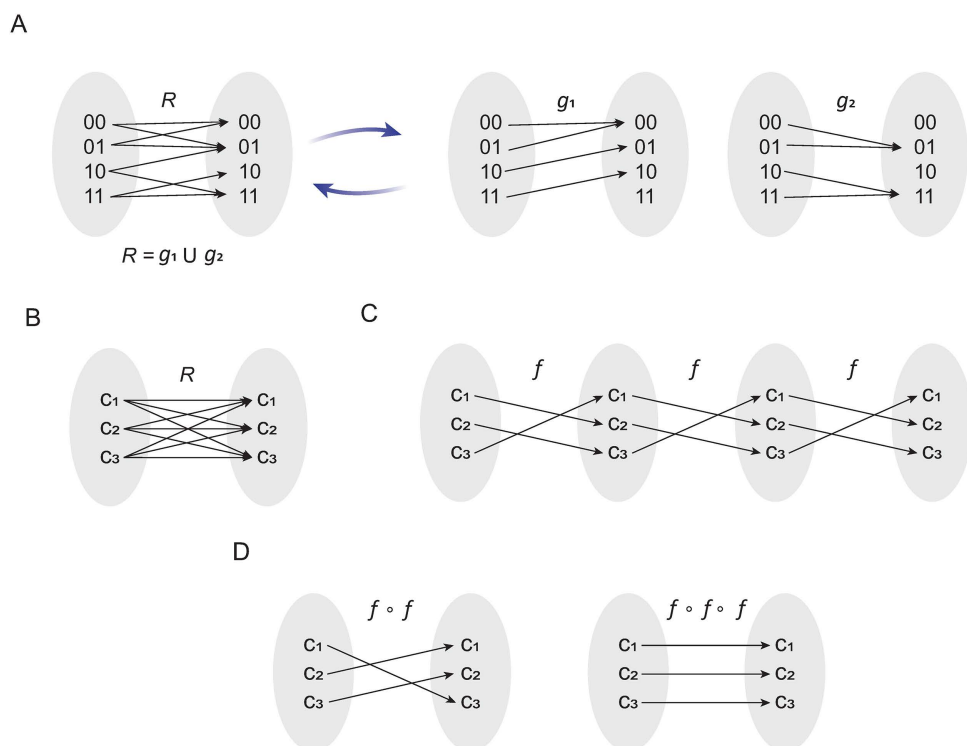 A
R
00 00
01 01
10 10
11 11
R = g₁ U g₂
g₁
00 00
01 01
10 10
11 11
g₂
00 00
01 01
10 10
11 11
B
R
C₁ C₁
C₂ C₂
C₃ C₃
C
f f f
C₁ C₁ C₁ C₁
C₂ C₂ C₂ C₂
C₃ C₃ C₃ C₃
D
f ∘ f
C₁ C₁
C₂ C₂
C₃ C₃
f ∘ f ∘ f
C₁ C₁
C₂ C₂
C₃ C₃